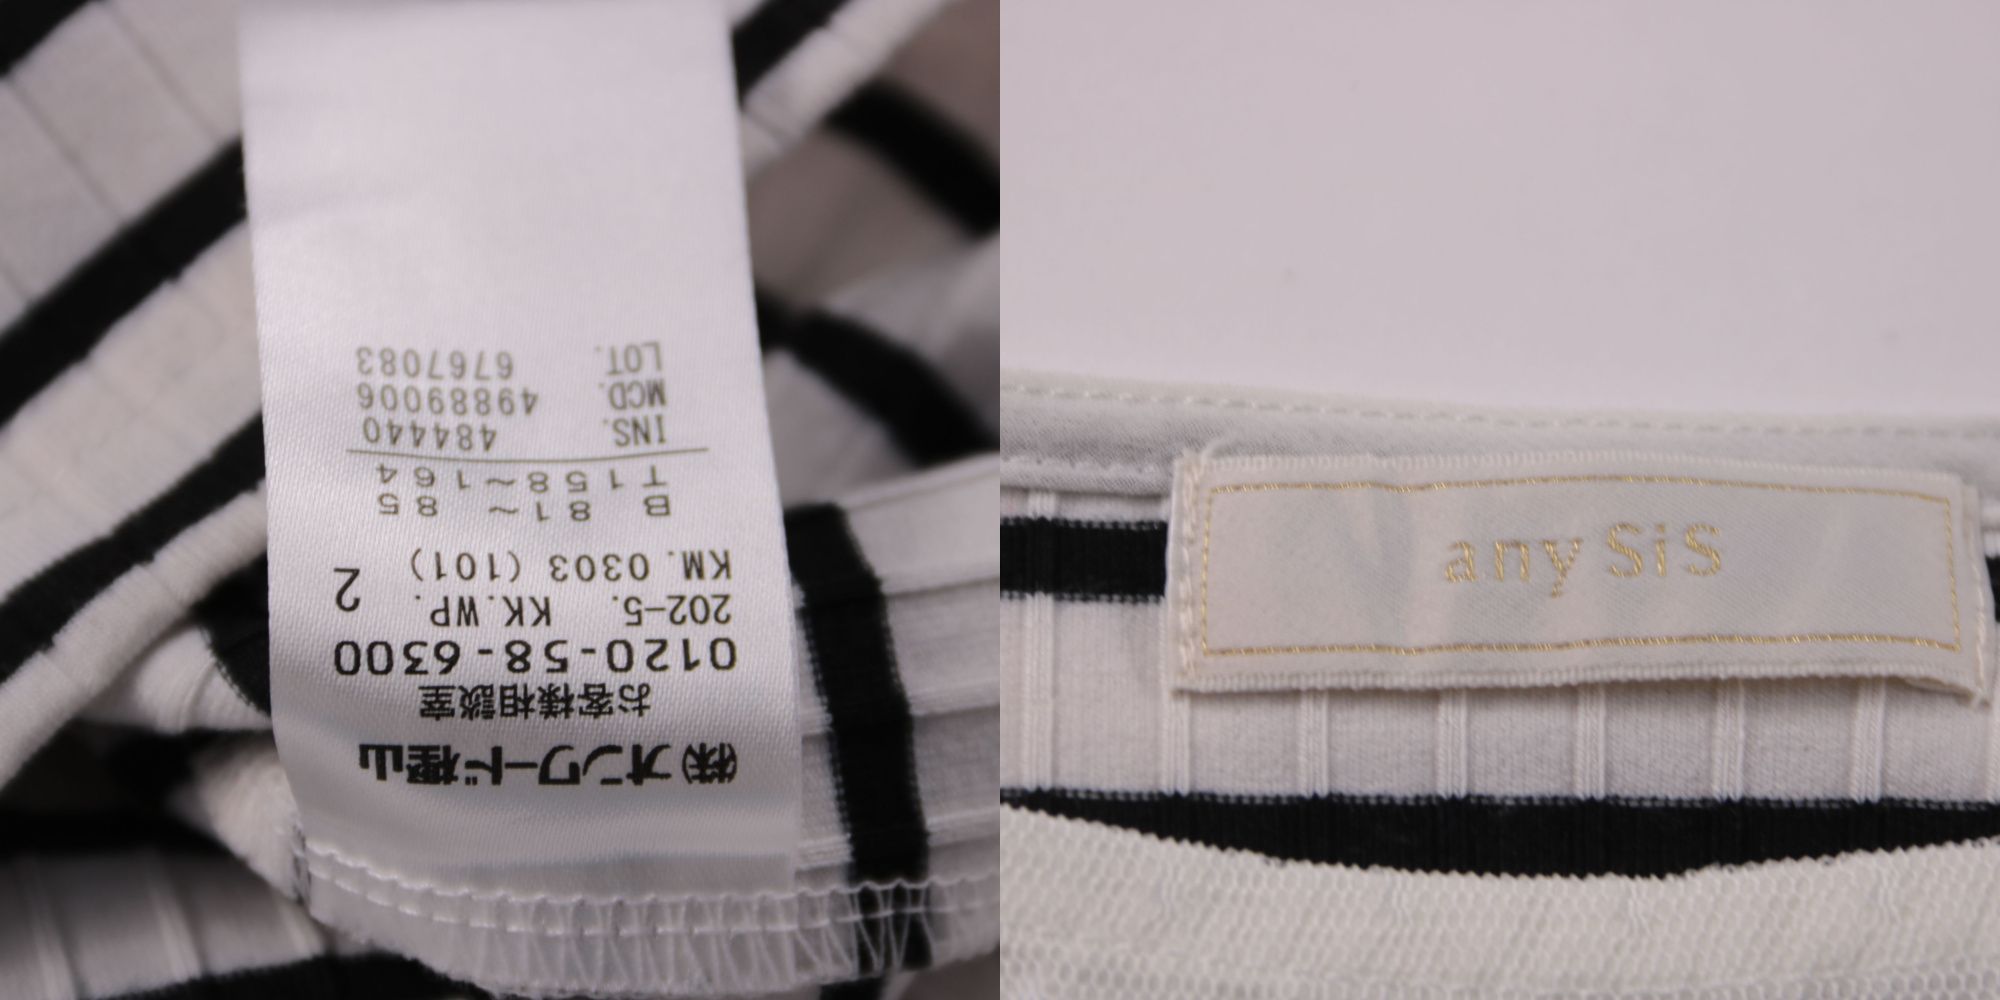 ㈱オンワード樫山
お客様相談室
0120-58-6300
202-5. KK.WP. 2
KM.0303 (101)
B 81~85
T158~164
INS. 484440
MCD. 49889006
LOT. 6767083
any SiS